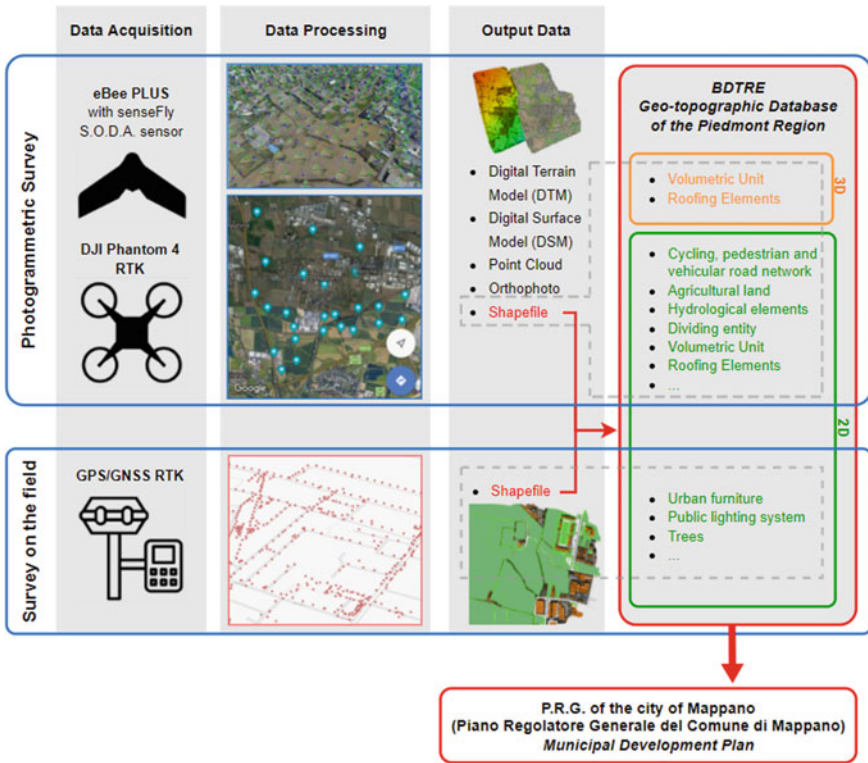 Data Acquisition
Data Processing
Output Data
Photogrammetric Survey
eBee PLUS
with senseFly
S.O.D.A. sensor
DJI Phantom 4
RTK
Google
• Digital Terrain
Model (DTM)
• Digital Surface
Model (DSM)
• Point Cloud
• Orthophoto
• Shapefile
BDTRE
Geo-topographic Database
of the Piedmont Region
• Volumetric Unit
• Roofing Elements
3D
• Cycling, pedestrian and
vehicular road network
• Agricultural land
• Hydrological elements
• Dividing entity
• Volumetric Unit
• Roofing Elements
• ...
2D
Survey on the field
GPS/GNSS RTK
• Shapefile
• Urban furniture
• Public lighting system
• Trees
• ...
P.R.G. of the city of Mappano
(Piano Regolatore Generale del Comune di Mappano)
Municipal Development Plan